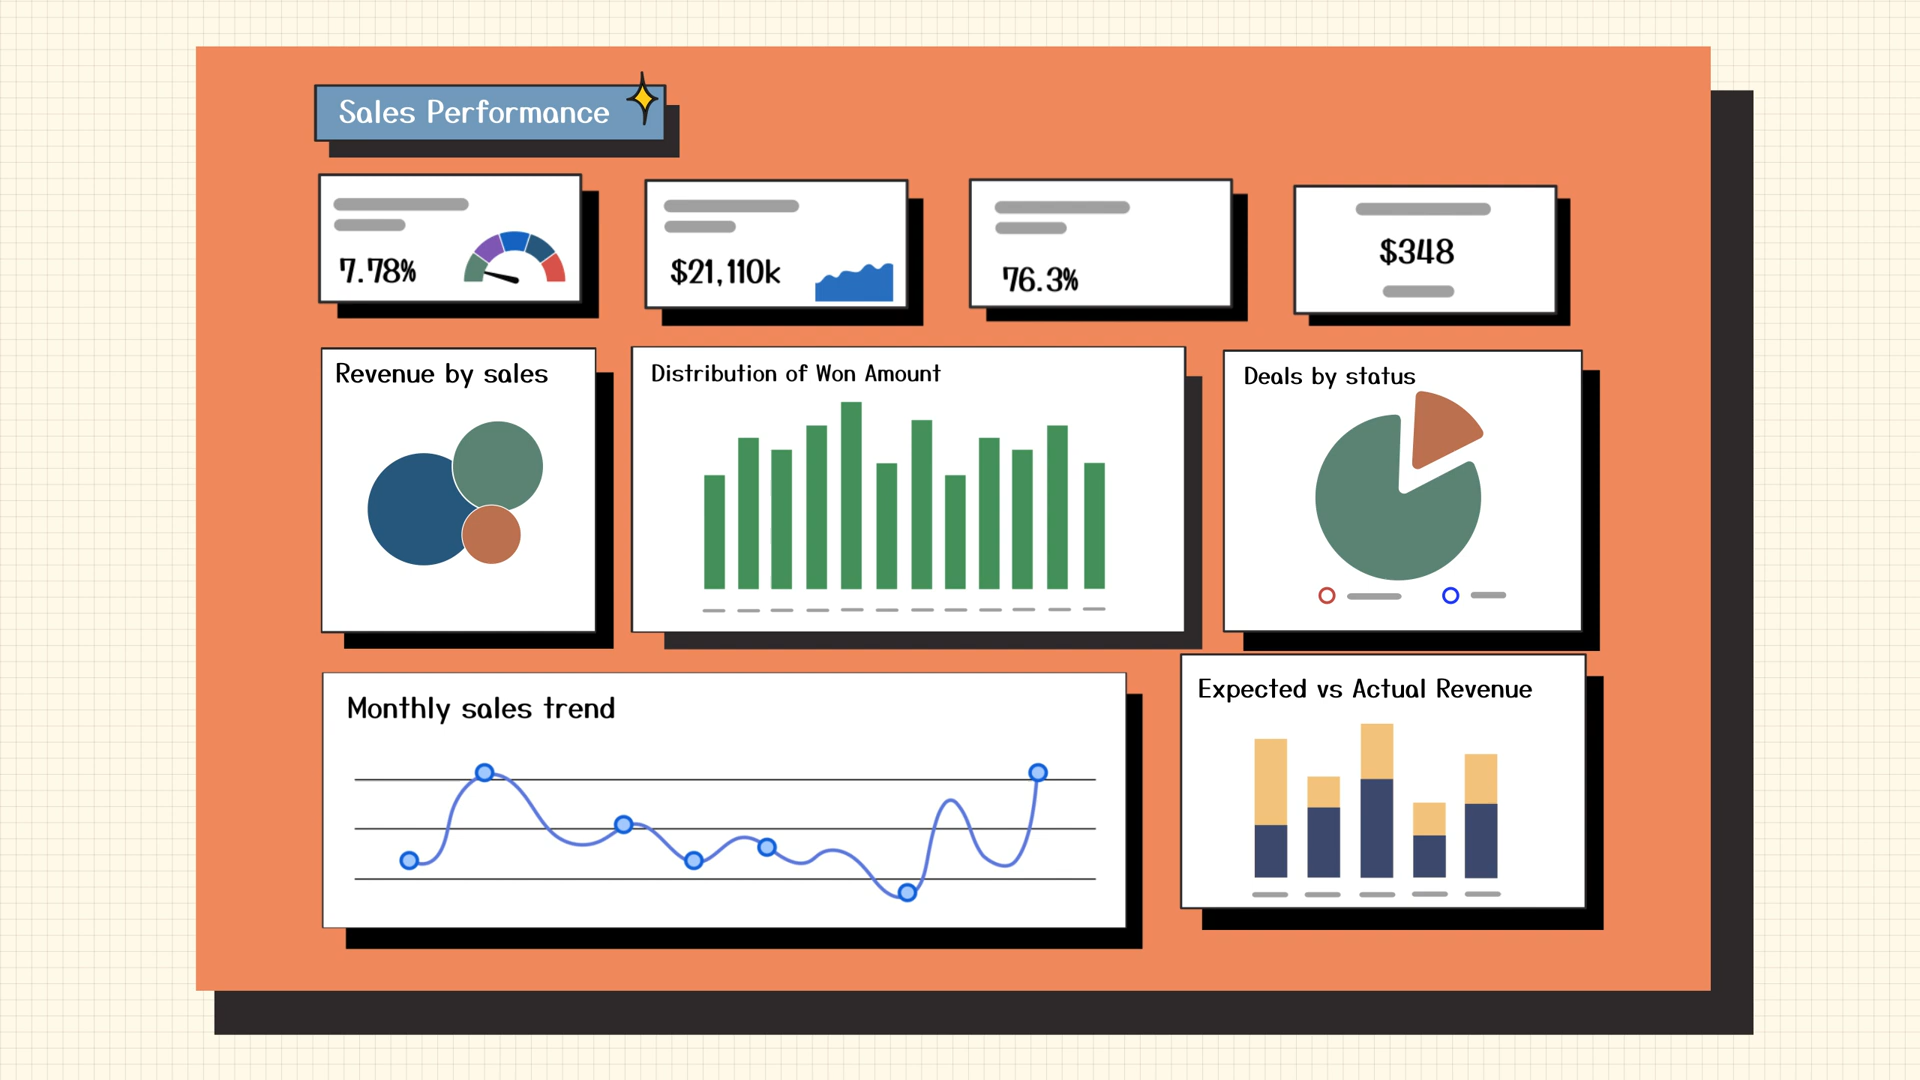 Sales Performance
7.78%
$21,110k
76.3%
$348
Revenue by sales
Distribution of Won Amount
Deals by status
Monthly sales trend
Expected vs Actual Revenue